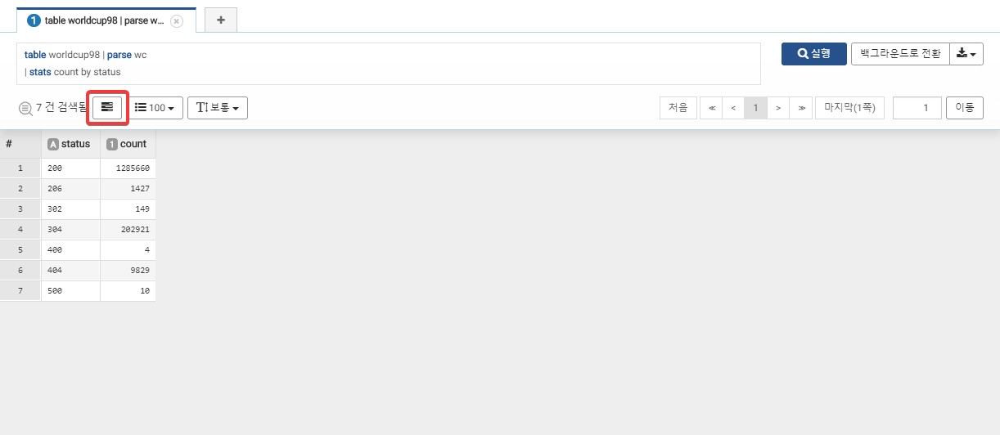 1 table worldcup98 | parse w...
table worldcup98 | parse wc
| stats count by status
실행
백그라운드로 전환
7 건 검색됨
100
보통
처음
<
1
>
마지막(1쪽)
1
이동
# A status 1 count
1 200 1285660
2 206 1427
3 302 149
4 304 202921
5 400 4
6 404 9829
7 500 10